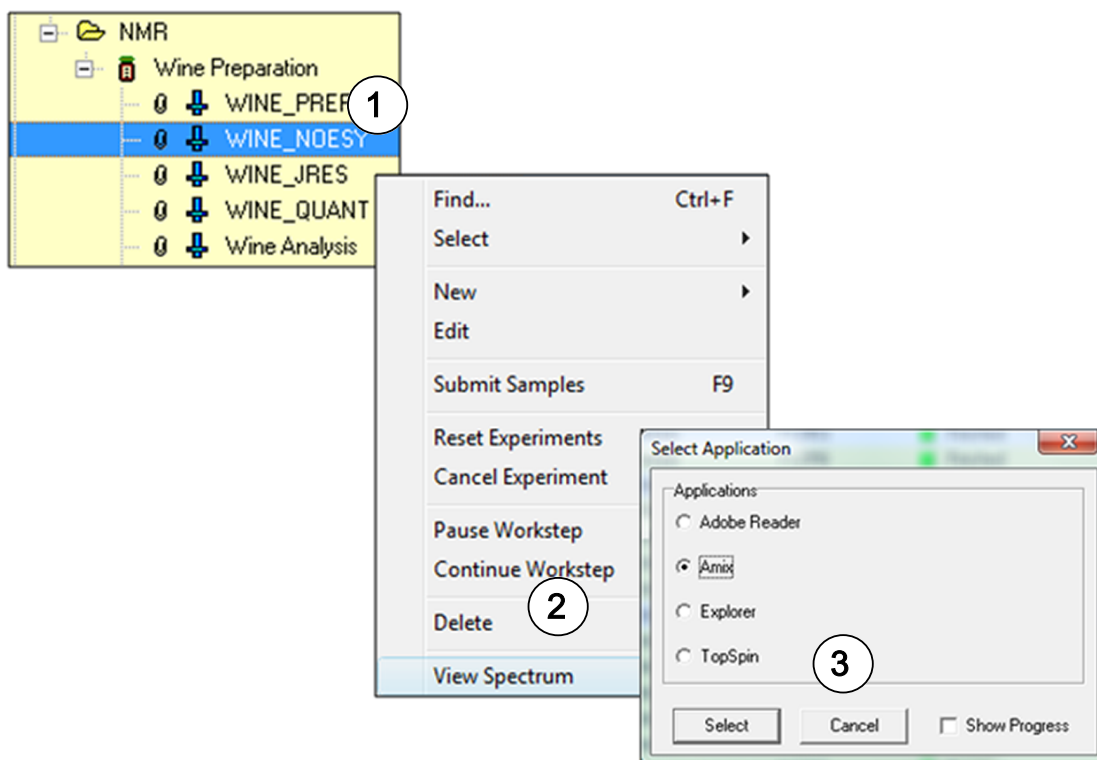 NMR
Wine Preparation
WINE_PREP
1
WINE_NOESY
WINE_JRES
WINE_QUANT
Wine Analysis
Find... Ctrl+F
Select
New
Edit
Submit Samples F9
Reset Experiments
Cancel Experiment
Pause Workstep
Continue Workstep
2
Delete
View Spectrum
Select Application
Applications
Adobe Reader
Amix
Explorer
TopSpin
3
Select Cancel Show Progress